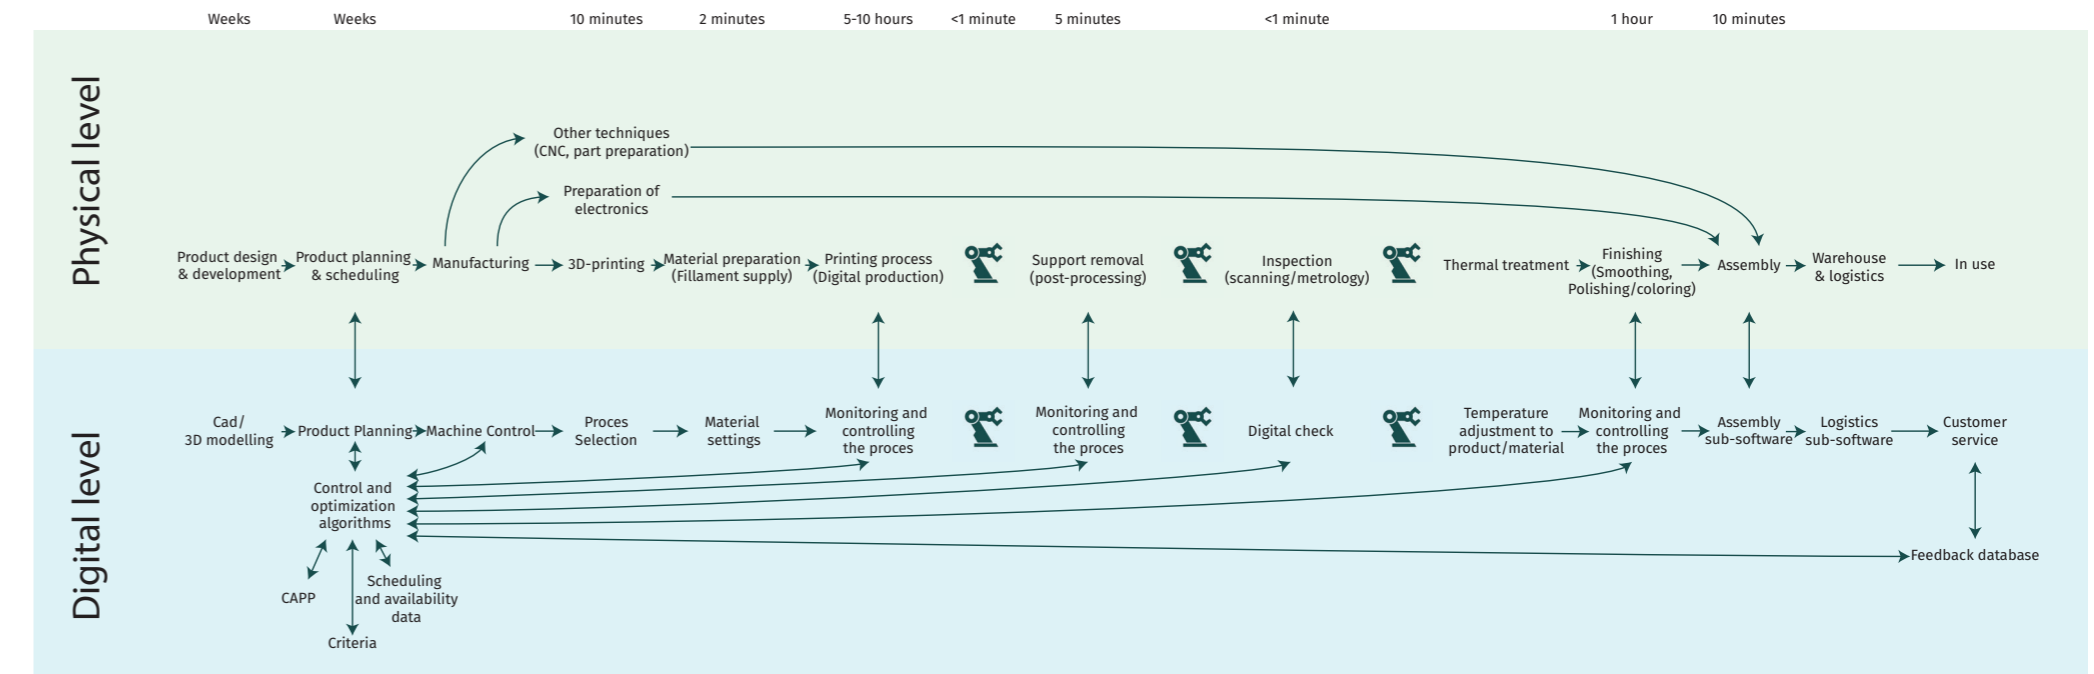 Weeks
Weeks
10 minutes
2 minutes
5-10 hours
<1 minute
5 minutes
<1 minute
1 hour
10 minutes
Physical level
Other techniques
(CNC, part preparation)
Preparation of
electronics
Product design
& development
Product planning
& scheduling
Manufacturing
3D-printing
Material preparation
(Fillament supply)
Printing process
(Digital production)
Support removal
(post-processing)
Inspection
(scanning/metrology)
Thermal treatment
Finishing
(Smoothing,
Polishing/coloring)
Assembly
Warehouse
& logistics
In use
Digital level
Cad/
3D modelling
Product Planning
Machine Control
Proces
Selection
Material
settings
Monitoring and
controlling
the proces
Monitoring and
controlling
the proces
Digital check
Temperature
adjustment to
product/material
Monitoring and
controlling
the proces
Assembly
sub-software
Logistics
sub-software
Customer
service
Control and
optimization
algorithms
Feedback database
CAPP
Scheduling
and availability
data
Criteria